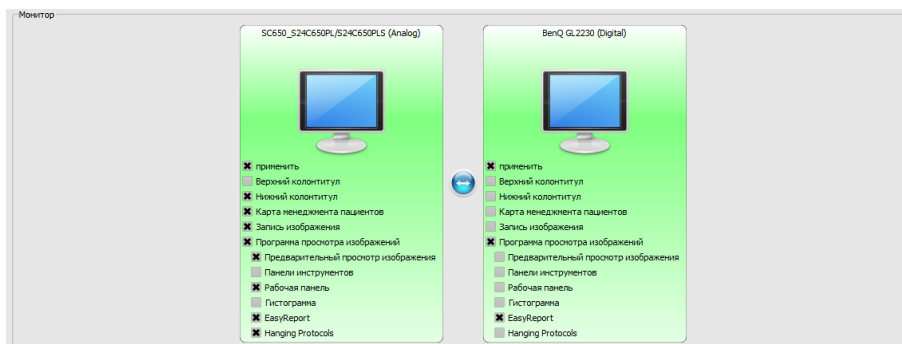 Монитор
SC650_S24C650PL/S24C650PLS (Analog)
применить
Верхний колонтитул
Нижний колонтитул
Карта менеджмента пациентов
Запись изображения
Программа просмотра изображений
Предварительный просмотр изображения
Панели инструментов
Рабочая панель
Гистограмма
EasyReport
Hanging Protocols
BenQ GL2230 (Digital)
применить
Верхний колонтитул
Нижний колонтитул
Карта менеджмента пациентов
Запись изображения
Программа просмотра изображений
Предварительный просмотр изображения
Панели инструментов
Рабочая панель
Гистограмма
EasyReport
Hanging Protocols